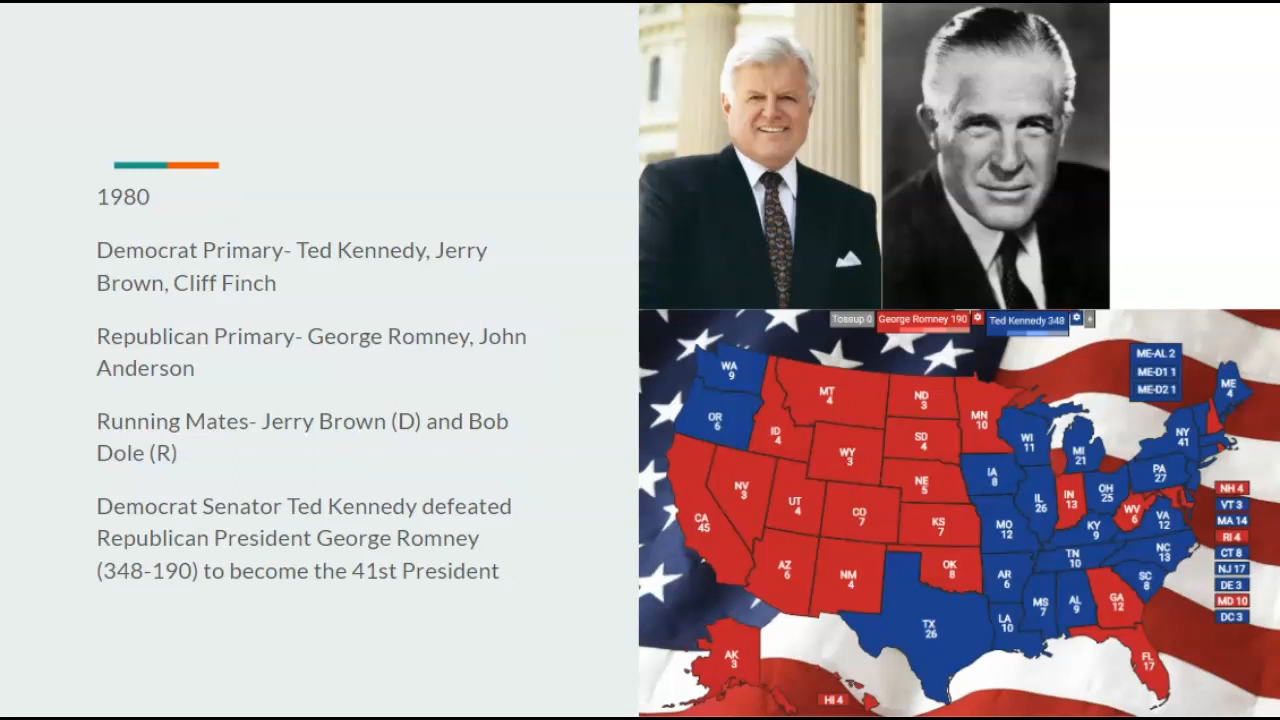 1980
Democrat Primary- Ted Kennedy, Jerry
Brown, Cliff Finch
Republican Primary- George Romney, John
Anderson
Running Mates- Jerry Brown (D) and Bob
Dole (R)
Democrat Senator Ted Kennedy defeated
Republican President George Romney
(348-190) to become the 41st President
Tossup 0
George Romney 190
Ted Kennedy 348
+
ME-AL 2
ME-D1 1
ME-D2 1
WA
9
OR
6
CA
45
NV
3
ID
4
MT
4
WY
3
UT
4
CO
7
AZ
6
NM
4
ND
3
SD
4
NE
5
KS
7
OK
8
TX
26
MN
10
IA
8
MO
12
AR
6
LA
10
WI
11
IL
26
MI
21
IN
13
OH
25
KY
9
TN
10
MS
7
AL
9
GA
12
FL
17
SC
8
NC
13
VA
12
WV
6
PA
27
NY
41
ME
4
NH 4
VT 3
MA 14
RI 4
CT 8
NJ 17
DE 3
MD 10
DC 3
AK
3
HI 4